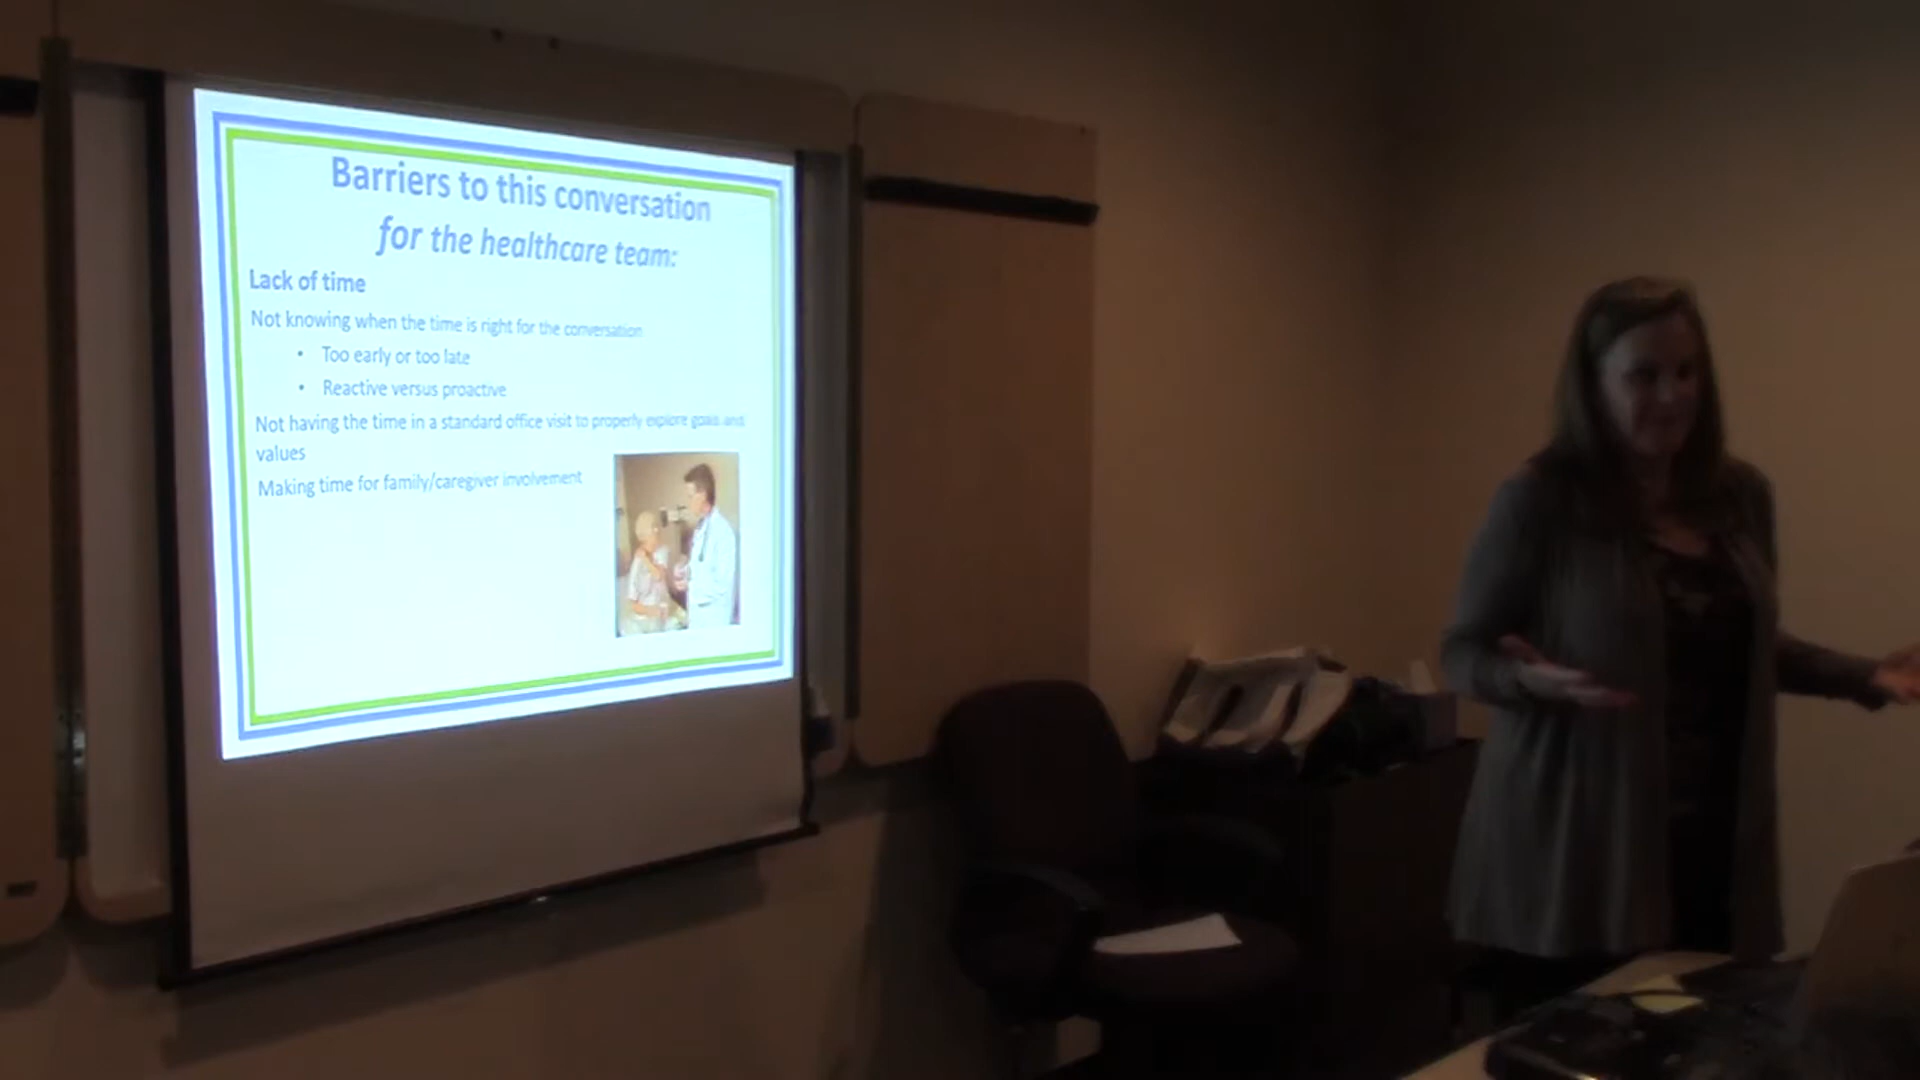 Barriers to this conversation
for the healthcare team:
Lack of time
Not knowing when the time is right for the conversation
• Too early or too late
• Reactive versus proactive
Not having the time in a standard office visit to properly explore goals and
values
Making time for family/caregiver involvement